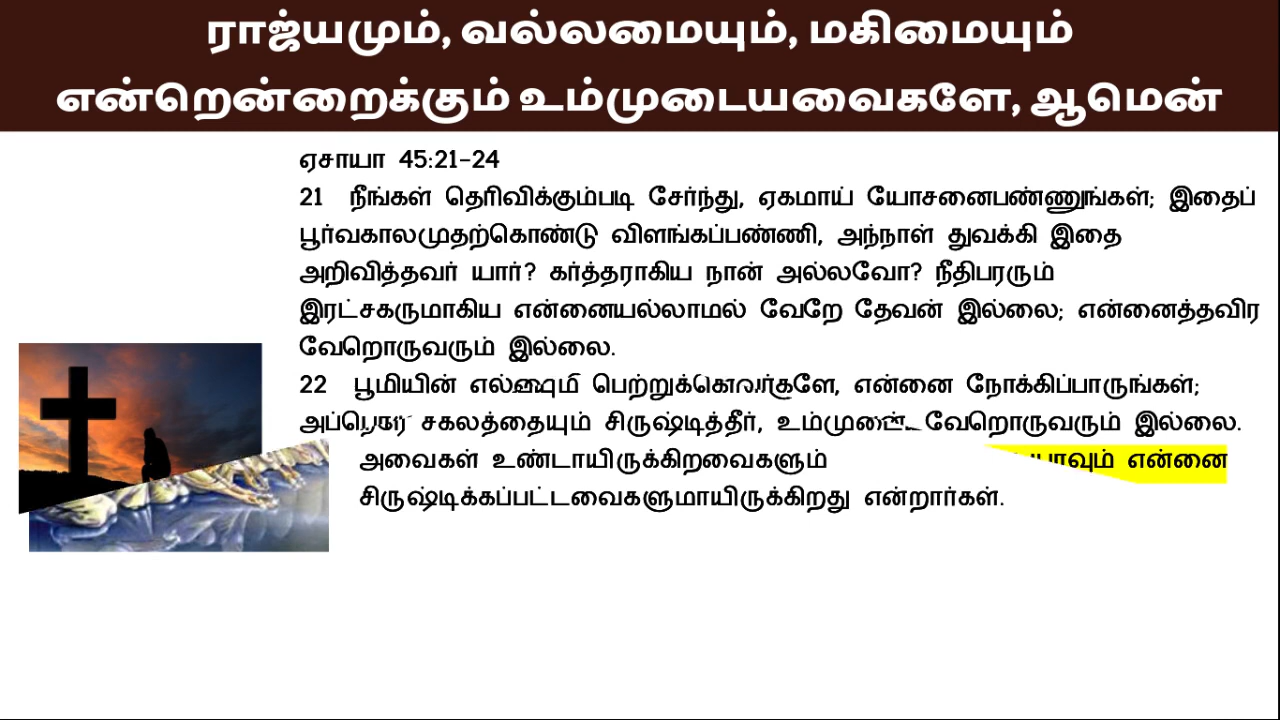 ராஜ்யமும், வல்லமையும், மகிமையும்
என்றென்றைக்கும் உம்முடையவைகளே, ஆமென்
ஏசாயா 45:21-24
21 நீங்கள் தெரிவிக்கும்படி சேர்ந்து, ஏகமாய் யோசனைபண்ணுங்கள்; இதைப்
பூர்வகாலமுதற்கொண்டு விளங்கப்பண்ணி, அந்நாள் துவக்கி இதை
அறிவித்தவர் யார்? கர்த்தராகிய நான் அல்லவோ? நீதிபரரும்
இரட்சகருமாகிய என்னையல்லாமல் வேறே தேவன் இல்லை; என்னைத்தவிர
வேறொருவரும் இல்லை.
22 பூமியின் பெற்றுக்கொள்வர்களே, என்னை நோக்கிப்பாருங்கள்;
சகலத்தையும் சிருஷ்டித்தீர், வேறொருவரும் இல்லை.
அவைகள் உண்டாயிருக்கிறவைகளும் என்னை
சிருஷ்டிக்கப்பட்டவைகளுமாயிருக்கிறது என்றார்கள்.